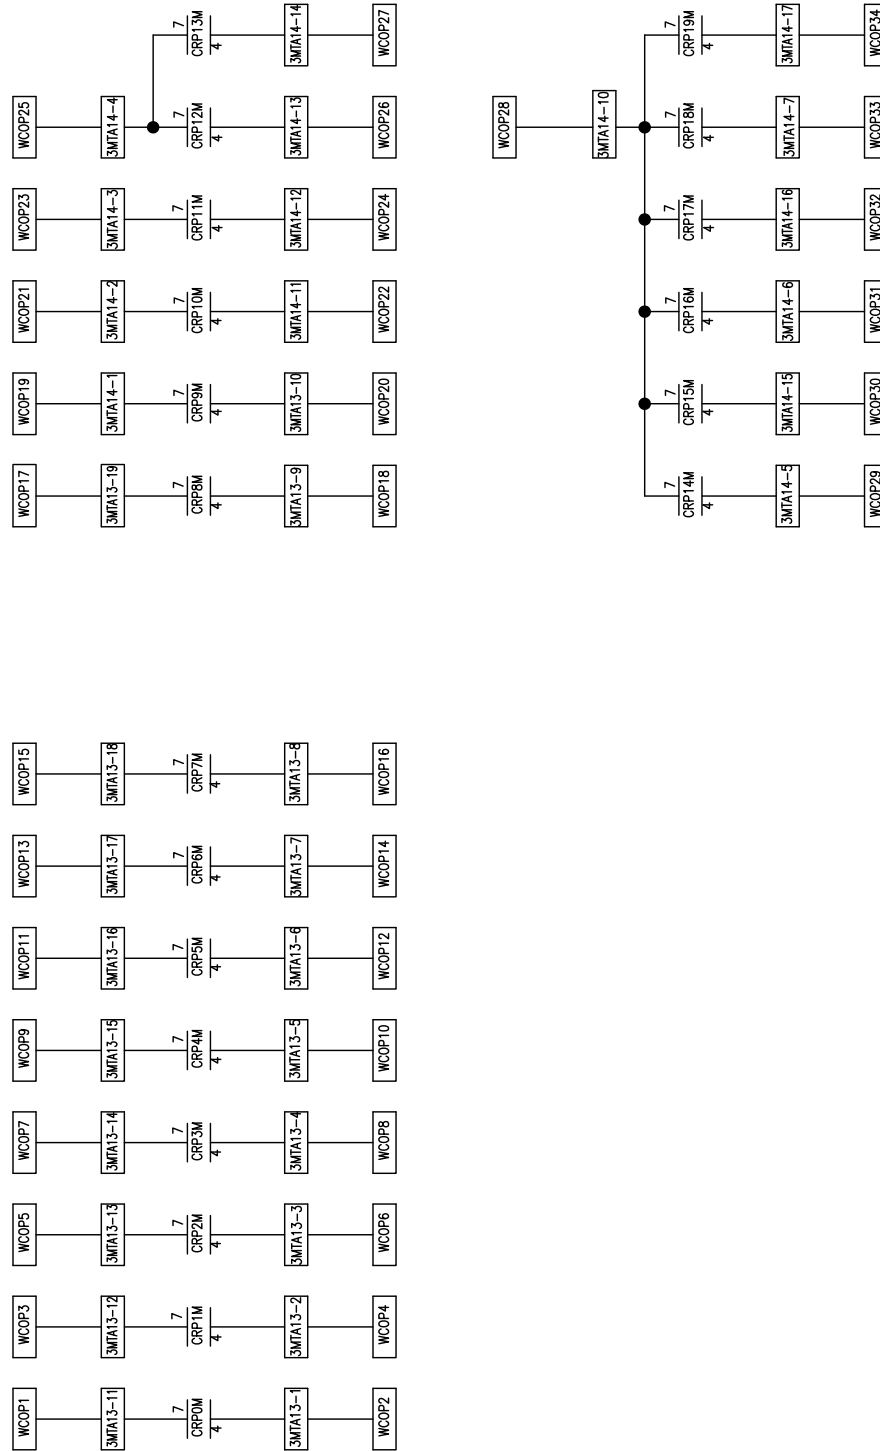 WCOP1 WCOP3 WCOP5 WCOP7 WCOP9 WCOP11 WCOP13 WCOP15 WCOP17 WCOP19 WCOP21 WCOP23 WCOP25
3MTA13-11 3MTA13-12 3MTA13-13 3MTA13-14 3MTA13-15 3MTA13-16 3MTA13-17 3MTA13-18 3MTA13-19 3MTA14-1 3MTA14-2 3MTA14-3 3MTA14-4
7 7 7 7 7 7 7 7 7 7 7 7 7 7
CRP0M CRP1M CRP2M CRP3M CRP4M CRP5M CRP6M CRP7M CRP8M CRP9M CRP10M CRP11M CRP12M CRP13M
4 4 4 4 4 4 4 4 4 4 4 4 4 4
3MTA13-1 3MTA13-2 3MTA13-3 3MTA13-4 3MTA13-5 3MTA13-6 3MTA13-7 3MTA13-8 3MTA13-9 3MTA13-10 3MTA14-11 3MTA14-12 3MTA14-13 3MTA14-14
WCOP2 WCOP4 WCOP6 WCOP8 WCOP10 WCOP12 WCOP14 WCOP16 WCOP18 WCOP20 WCOP22 WCOP24 WCOP26 WCOP27
WCOP28
3MTA14-10
7 7 7 7 7 7
CRP14M CRP15M CRP16M CRP17M CRP18M CRP19M
4 4 4 4 4 4
3MTA14-5 3MTA14-15 3MTA14-6 3MTA14-16 3MTA14-7 3MTA14-17
WCOP29 WCOP30 WCOP31 WCOP32 WCOP33 WCOP34